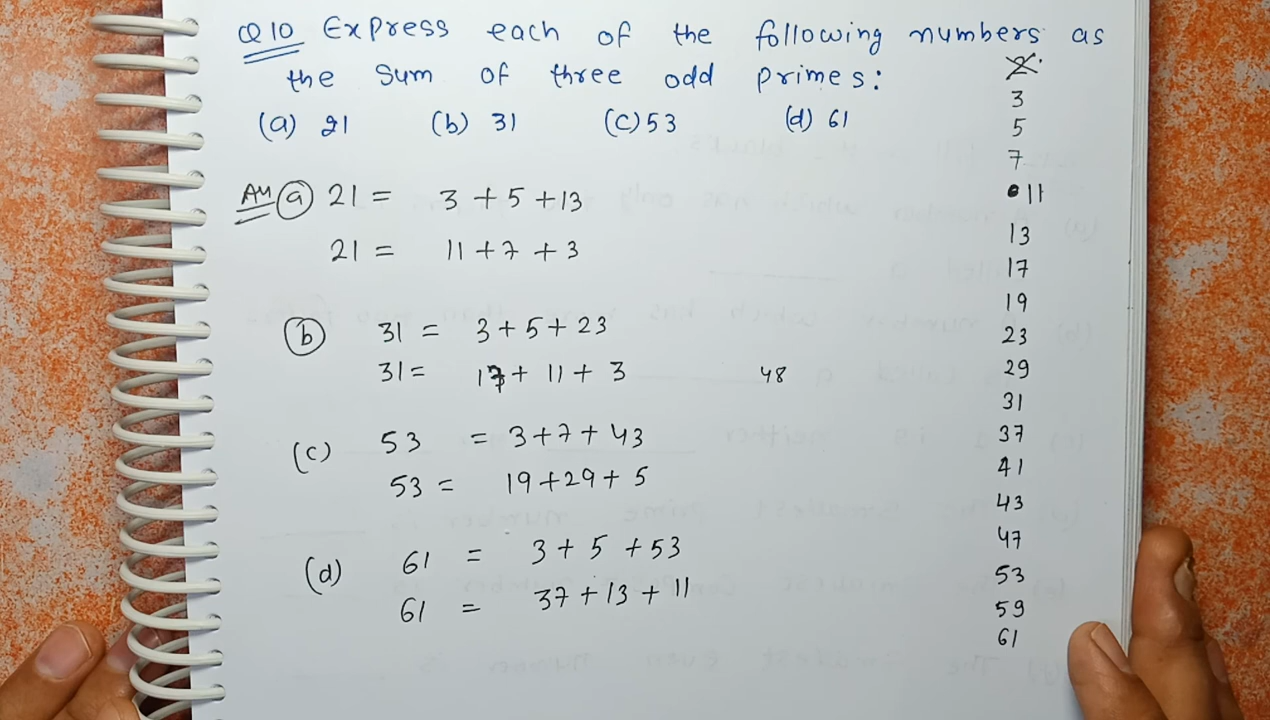 Q10 Express each of the following numbers as
the sum of three odd primes:
(a) 21 (b) 31 (c) 53 (d) 61
Ans (a) 21 = 3 + 5 + 13
21 = 11 + 7 + 3
(b) 31 = 3 + 5 + 23
31 = 17 + 11 + 3
48
(c) 53 = 3 + 7 + 43
53 = 19 + 29 + 5
(d) 61 = 3 + 5 + 53
61 = 37 + 13 + 11
2
3
5
7
11
13
17
19
23
29
31
37
41
43
47
53
59
61